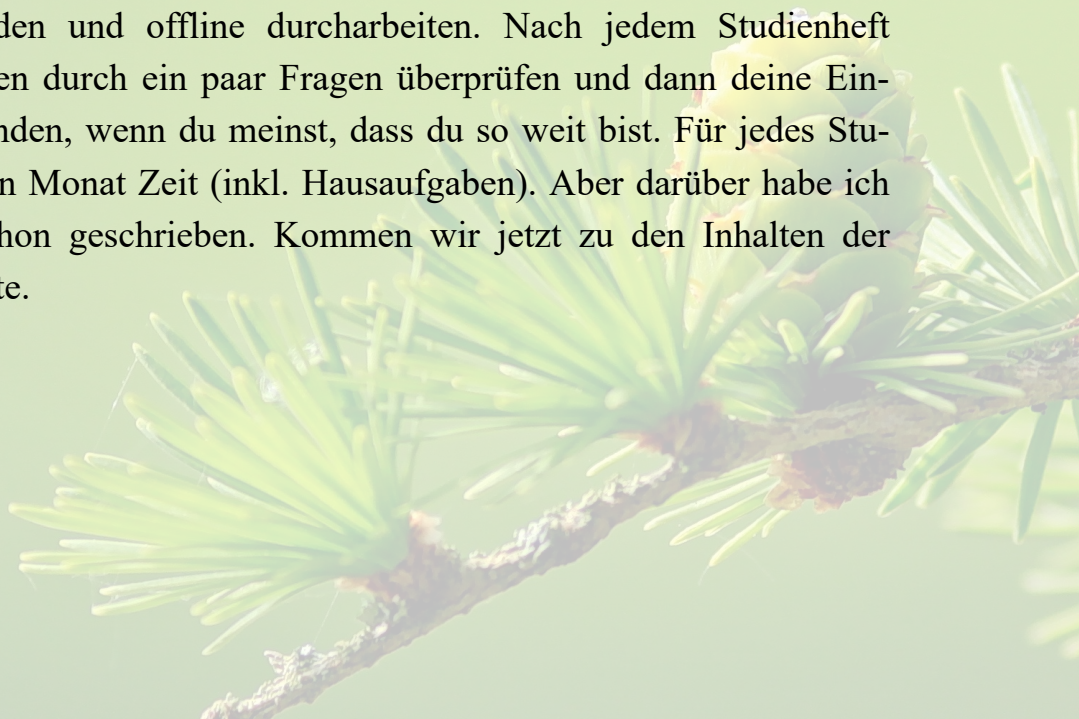 den und offline durcharbeiten. Nach jedem Studienheft
en durch ein paar Fragen überprüfen und dann deine Ein-
nden, wenn du meinst, dass du so weit bist. Für jedes Stu-
n Monat Zeit (inkl. Hausaufgaben). Aber darüber habe ich
hon geschrieben. Kommen wir jetzt zu den Inhalten der
te.